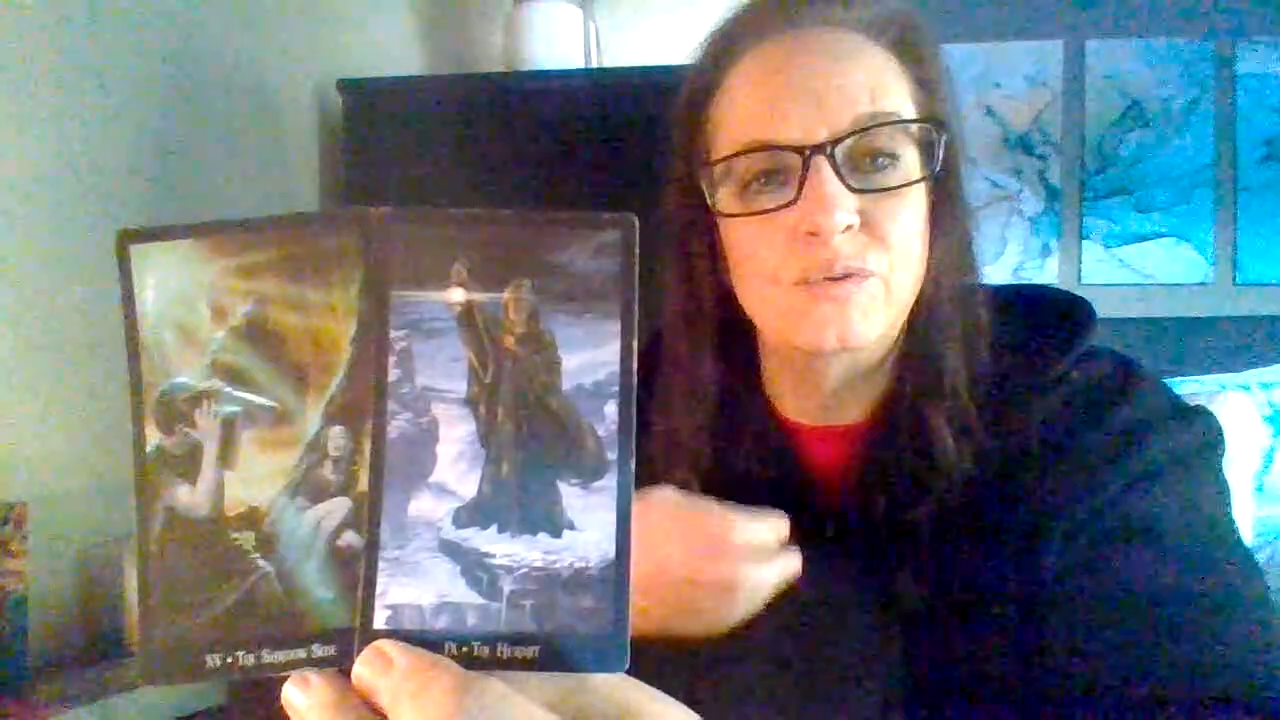 XV • The Shadow Side
IX • The Hermit